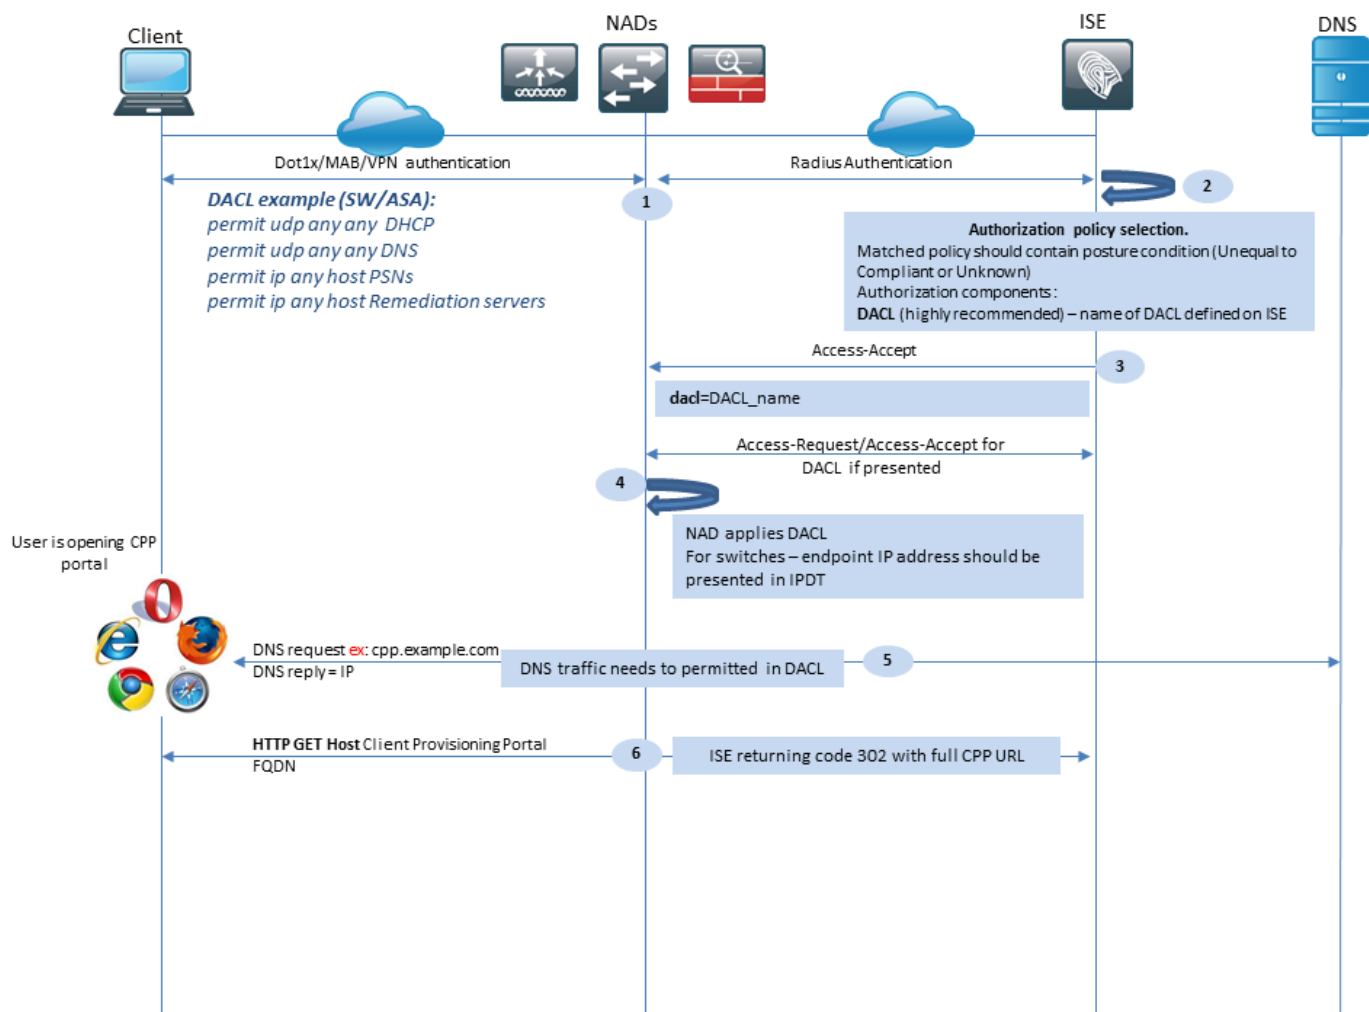 Client
NADs
ISE
DNS
Dot1x/MAB/VPN authentication
Radius Authentication
1
2
DACL example (SW/ASA):
permit udp any any DHCP
permit udp any any DNS
permit ip any host PSNs
permit ip any host Remediation servers
Authorization policy selection.
Matched policy should contain posture condition (Unequal to
Compliant or Unknown)
Authorization components:
DACL (highly recommended) – name of DACL defined on ISE
Access-Accept
3
dacl=DACL_name
Access-Request/Access-Accept for
DACL if presented
4
NAD applies DACL
For switches – endpoint IP address should be
presented in IPDT
User is opening CPP
portal
DNS request ex: cpp.example.com
DNS reply = IP
DNS traffic needs to permitted in DACL
5
HTTP GET Host Client Provisioning Portal
FQDN
6
ISE returning code 302 with full CPP URL